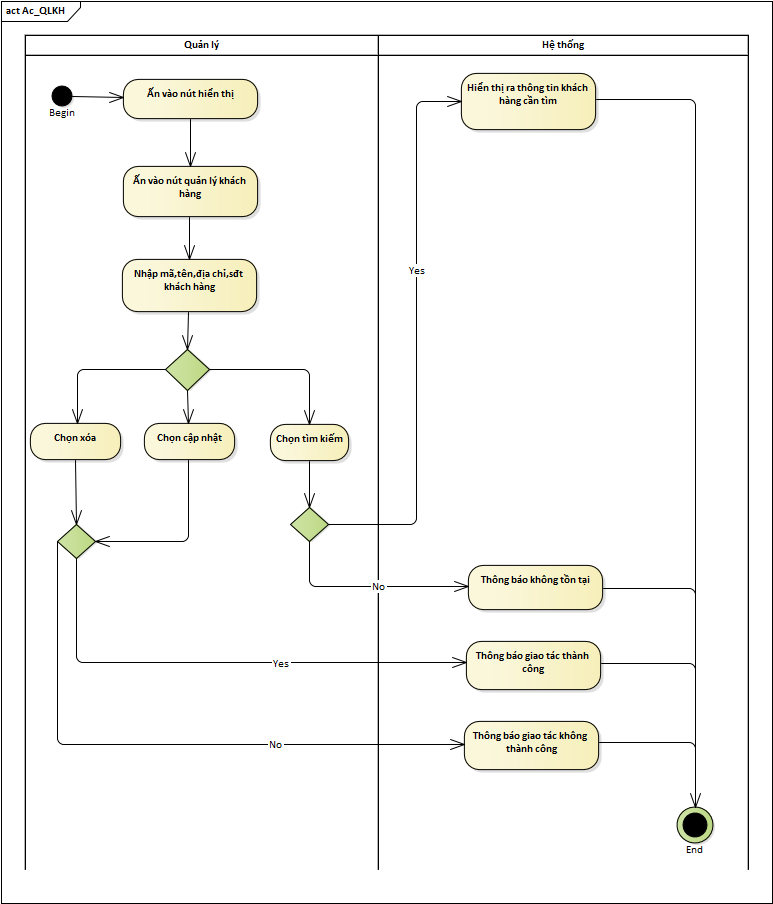 act Ac_QLKH
Quản lý
Hệ thống
Begin
Ấn vào nút hiển thị
Hiển thị ra thông tin khách
hàng cần tìm
Ấn vào nút quản lý khách
hàng
Nhập mã,tên,địa chỉ,sđt
khách hàng
Yes
Chọn xóa
Chọn cập nhật
Chọn tìm kiếm
No
Thông báo không tồn tại
Yes
Thông báo giao tác thành
công
No
Thông báo giao tác không
thành công
End